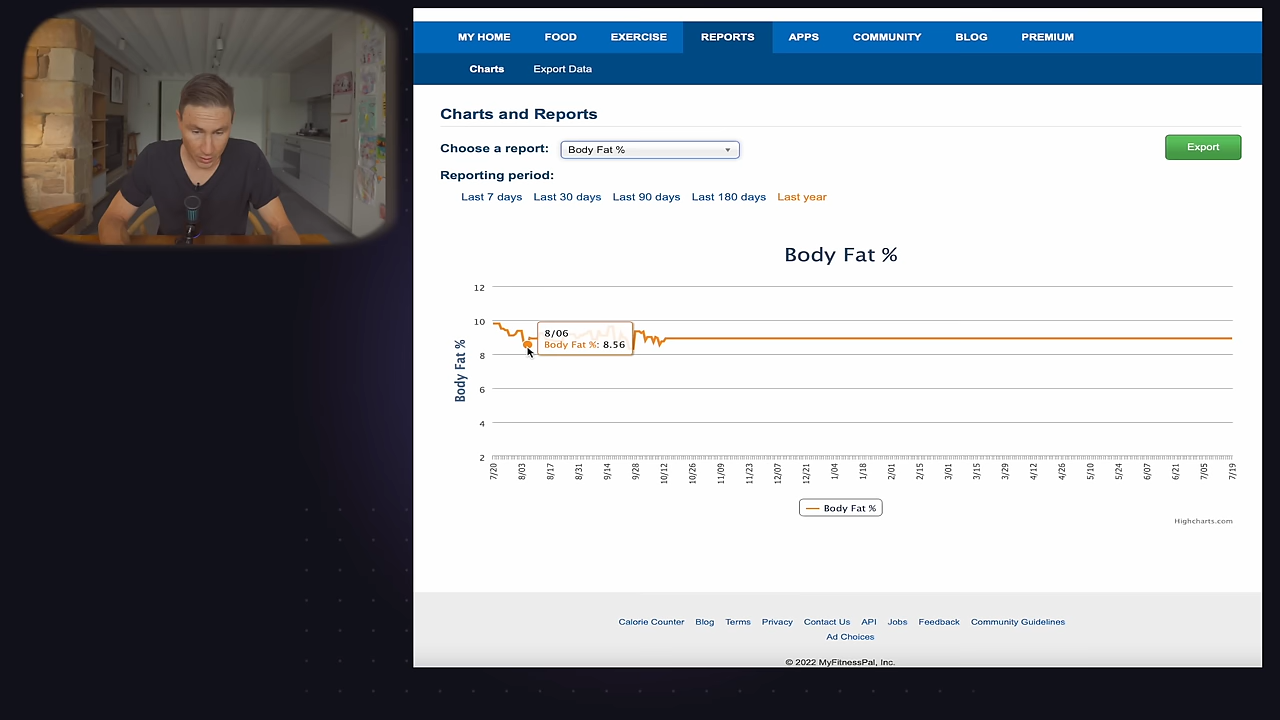 MY HOME FOOD EXERCISE REPORTS APPS COMMUNITY BLOG PREMIUM
Charts Export Data
Charts and Reports
Choose a report: Body Fat % Export
Reporting period:
Last 7 days Last 30 days Last 90 days Last 180 days Last year
Body Fat %
12
10
8
6
4
2
Body Fat %
8/06
Body Fat %: 8.56
7/20 8/03 8/17 8/31 9/14 9/28 10/12 10/26 11/09 11/23 12/07 12/21 1/04 1/18 2/01 2/15 3/01 3/15 3/29 4/12 4/26 5/10 5/24 6/07 6/21 7/05 7/19
Body Fat %
Highcharts.com
Calorie Counter Blog Terms Privacy Contact Us API Jobs Feedback Community Guidelines
Ad Choices
© 2022 MyFitnessPal, Inc.